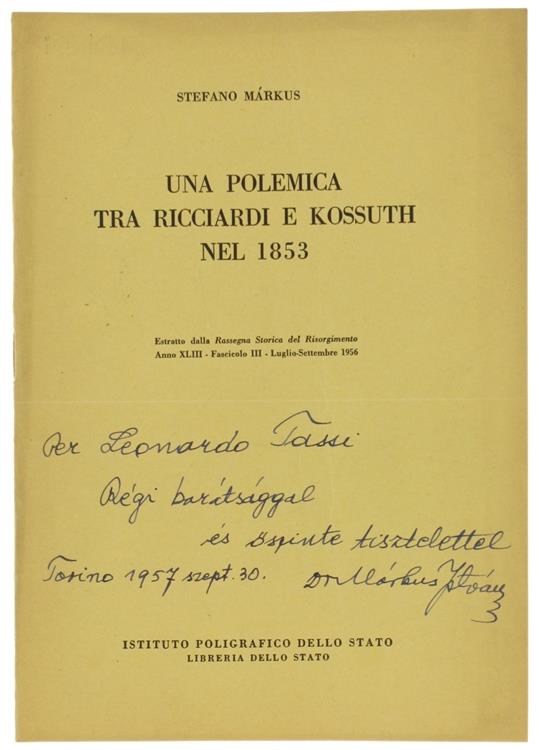 STEFANO MÁRKUS
UNA POLEMICA
TRA RICCIARDI E KOSSUTH
NEL 1853
Estratto dalla Rassegna Storica del Risorgimento
Anno XLIII - Fascicolo III - Luglio-Settembre 1956
Per Leonardo Tassi
Régi barátsággal
és őszinte tisztelettel
Torino 1957 szept. 30. Dr Márkus István
ISTITUTO POLIGRAFICO DELLO STATO
LIBRERIA DELLO STATO